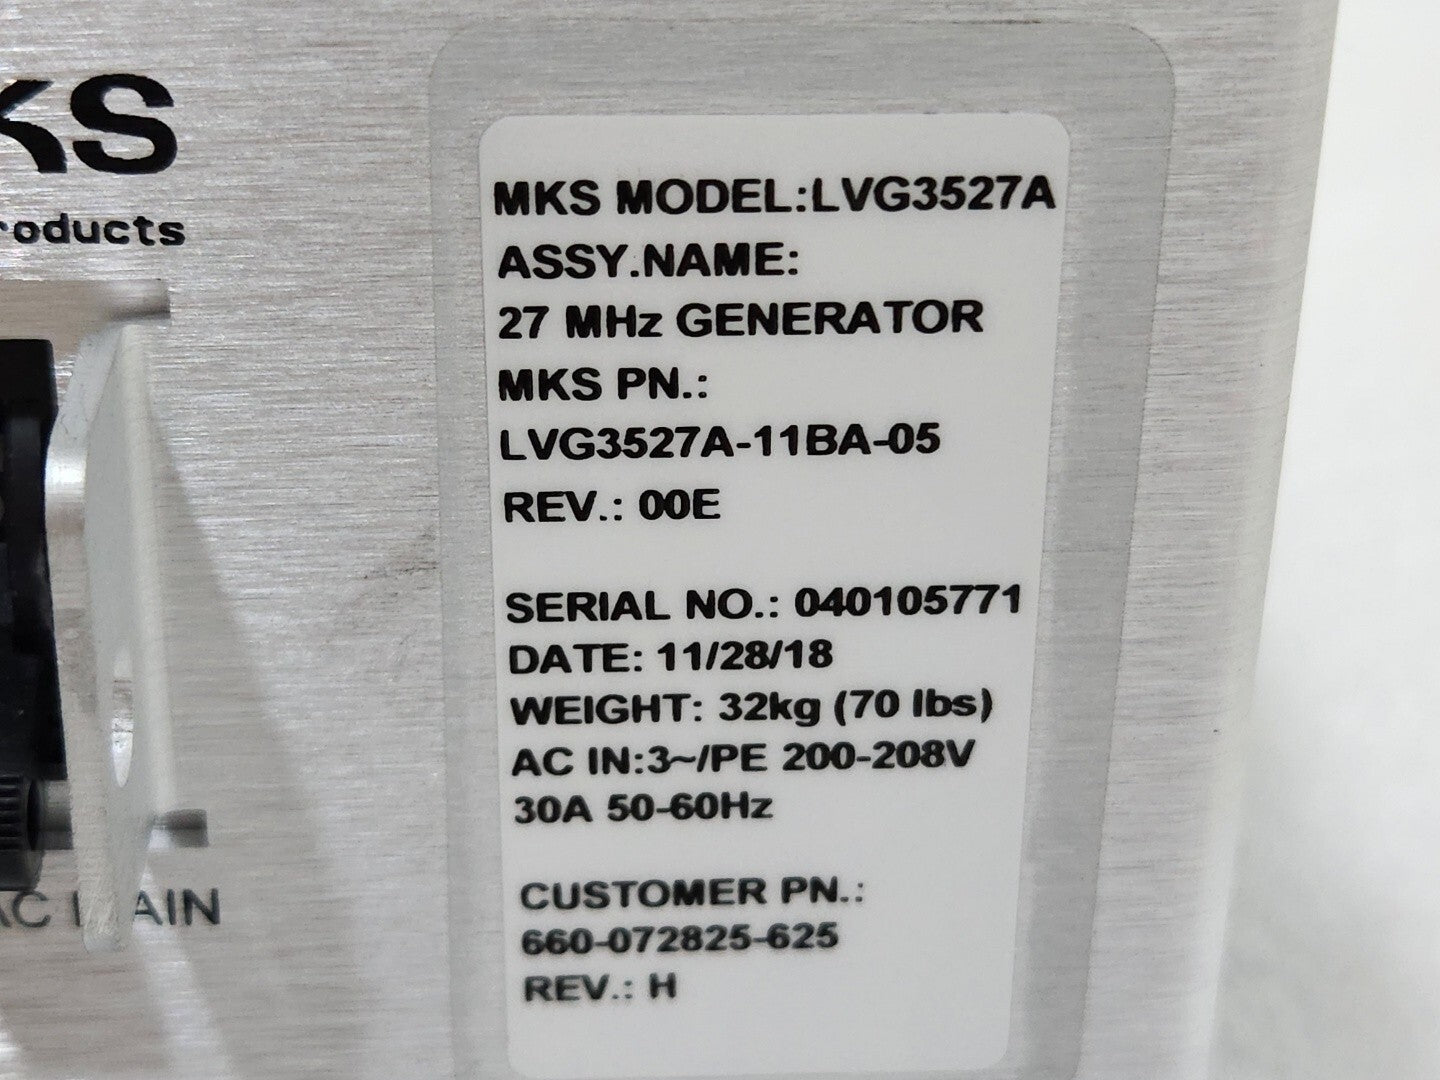 KS
roducts
MKS MODEL:LVG3527A
ASSY.NAME:
27 MHz GENERATOR
MKS PN.:
LVG3527A-11BA-05
REV.: 00E
SERIAL NO.: 040105771
DATE: 11/28/18
WEIGHT: 32kg (70 lbs)
AC IN:3~/PE 200-208V
30A 50-60Hz
CUSTOMER PN.:
660-072825-625
REV.: H
AC MAIN